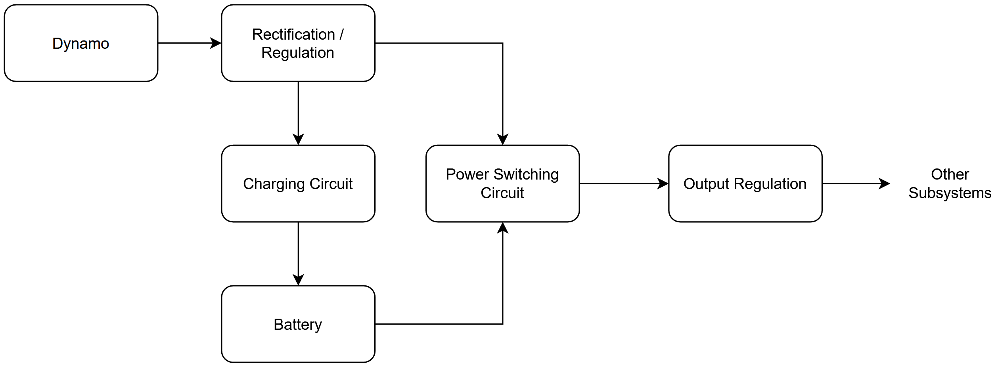 Dynamo
Rectification /
Regulation
Charging Circuit
Power Switching
Circuit
Output Regulation
Other
Subsystems
Battery